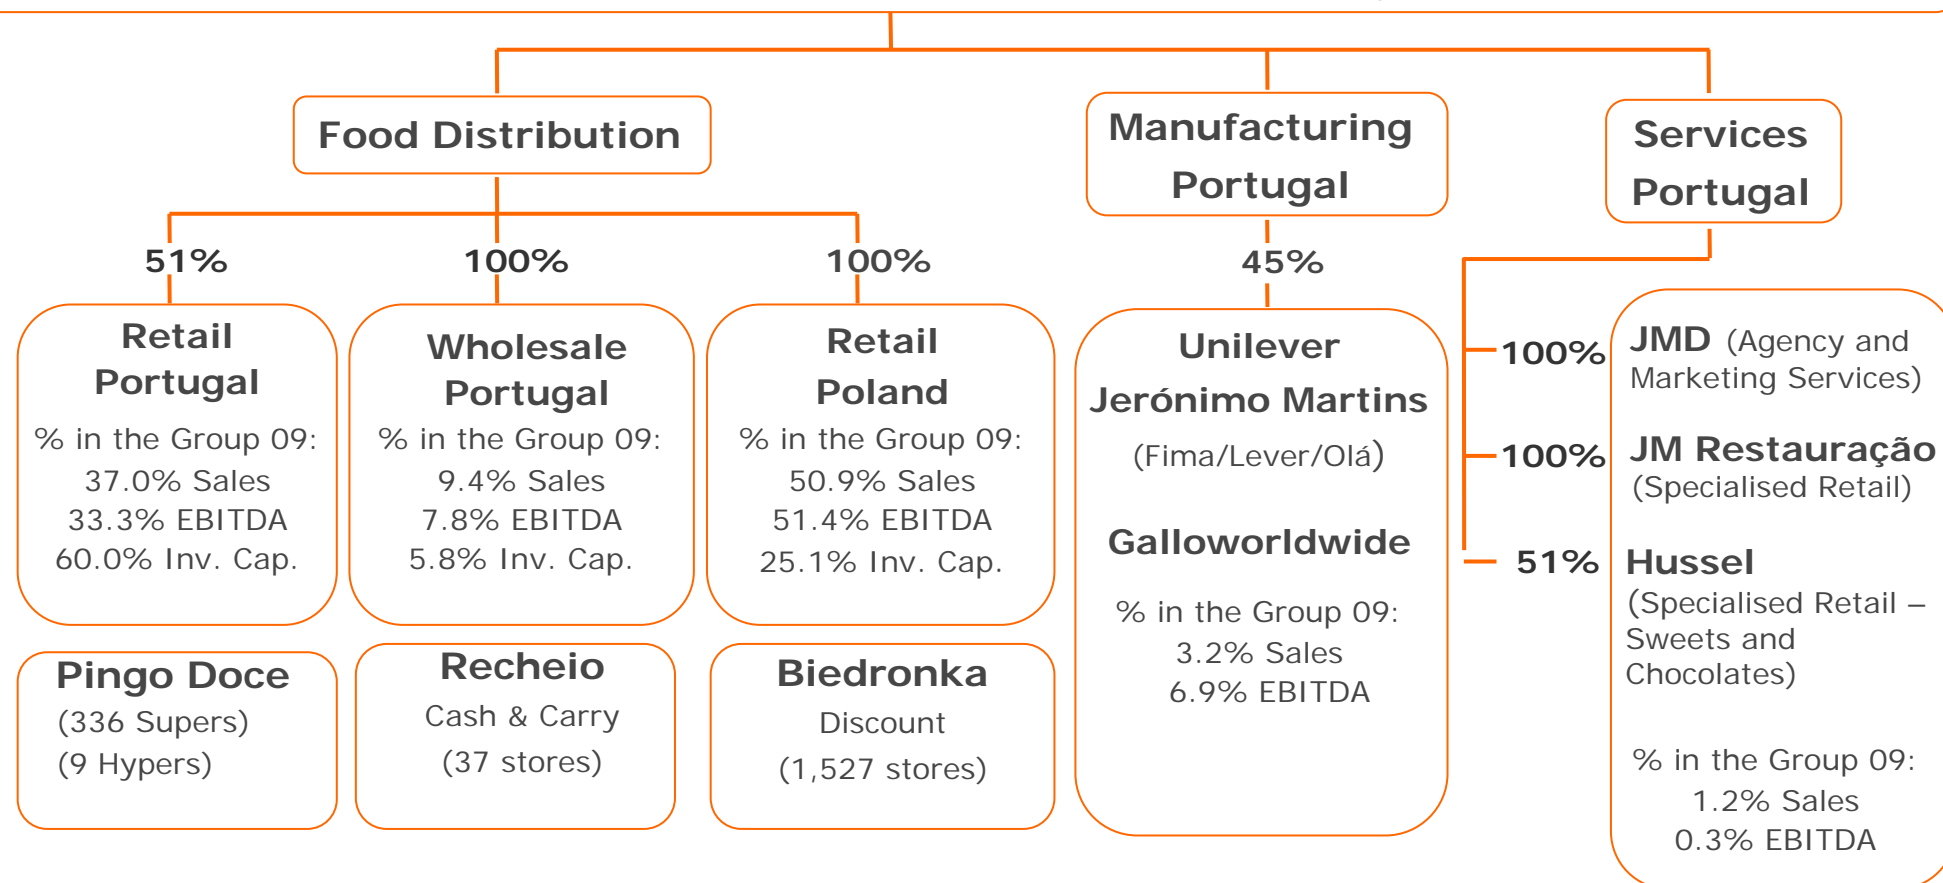 Food Distribution
Manufacturing
Portugal
Services
Portugal
51%
100%
100%
45%
Retail
Portugal
% in the Group 09:
37.0% Sales
33.3% EBITDA
60.0% Inv. Cap.
Wholesale
Portugal
% in the Group 09:
9.4% Sales
7.8% EBITDA
5.8% Inv. Cap.
Retail
Poland
% in the Group 09:
50.9% Sales
51.4% EBITDA
25.1% Inv. Cap.
Unilever
Jerónimo Martins
(Fima/Lever/Olá)
Galloworldwide
% in the Group 09:
3.2% Sales
6.9% EBITDA
100%
JMD (Agency and
Marketing Services)
100%
JM Restauração
(Specialised Retail)
51%
Hussel
(Specialised Retail –
Sweets and
Chocolates)
% in the Group 09:
1.2% Sales
0.3% EBITDA
Pingo Doce
(336 Supers)
(9 Hypers)
Recheio
Cash & Carry
(37 stores)
Biedronka
Discount
(1,527 stores)